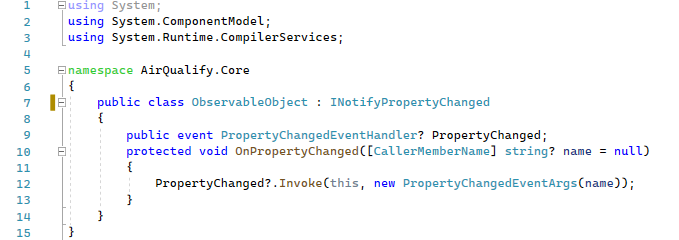 1 using System;
2 using System.ComponentModel;
3 using System.Runtime.CompilerServices;
4
5 namespace AirQualify.Core
6 {
7 public class ObservableObject : INotifyPropertyChanged
8 {
9 public event PropertyChangedEventHandler? PropertyChanged;
10 protected void OnPropertyChanged([CallerMemberName] string? name = null)
11 {
12 PropertyChanged?.Invoke(this, new PropertyChangedEventArgs(name));
13 }
14 }
15 }